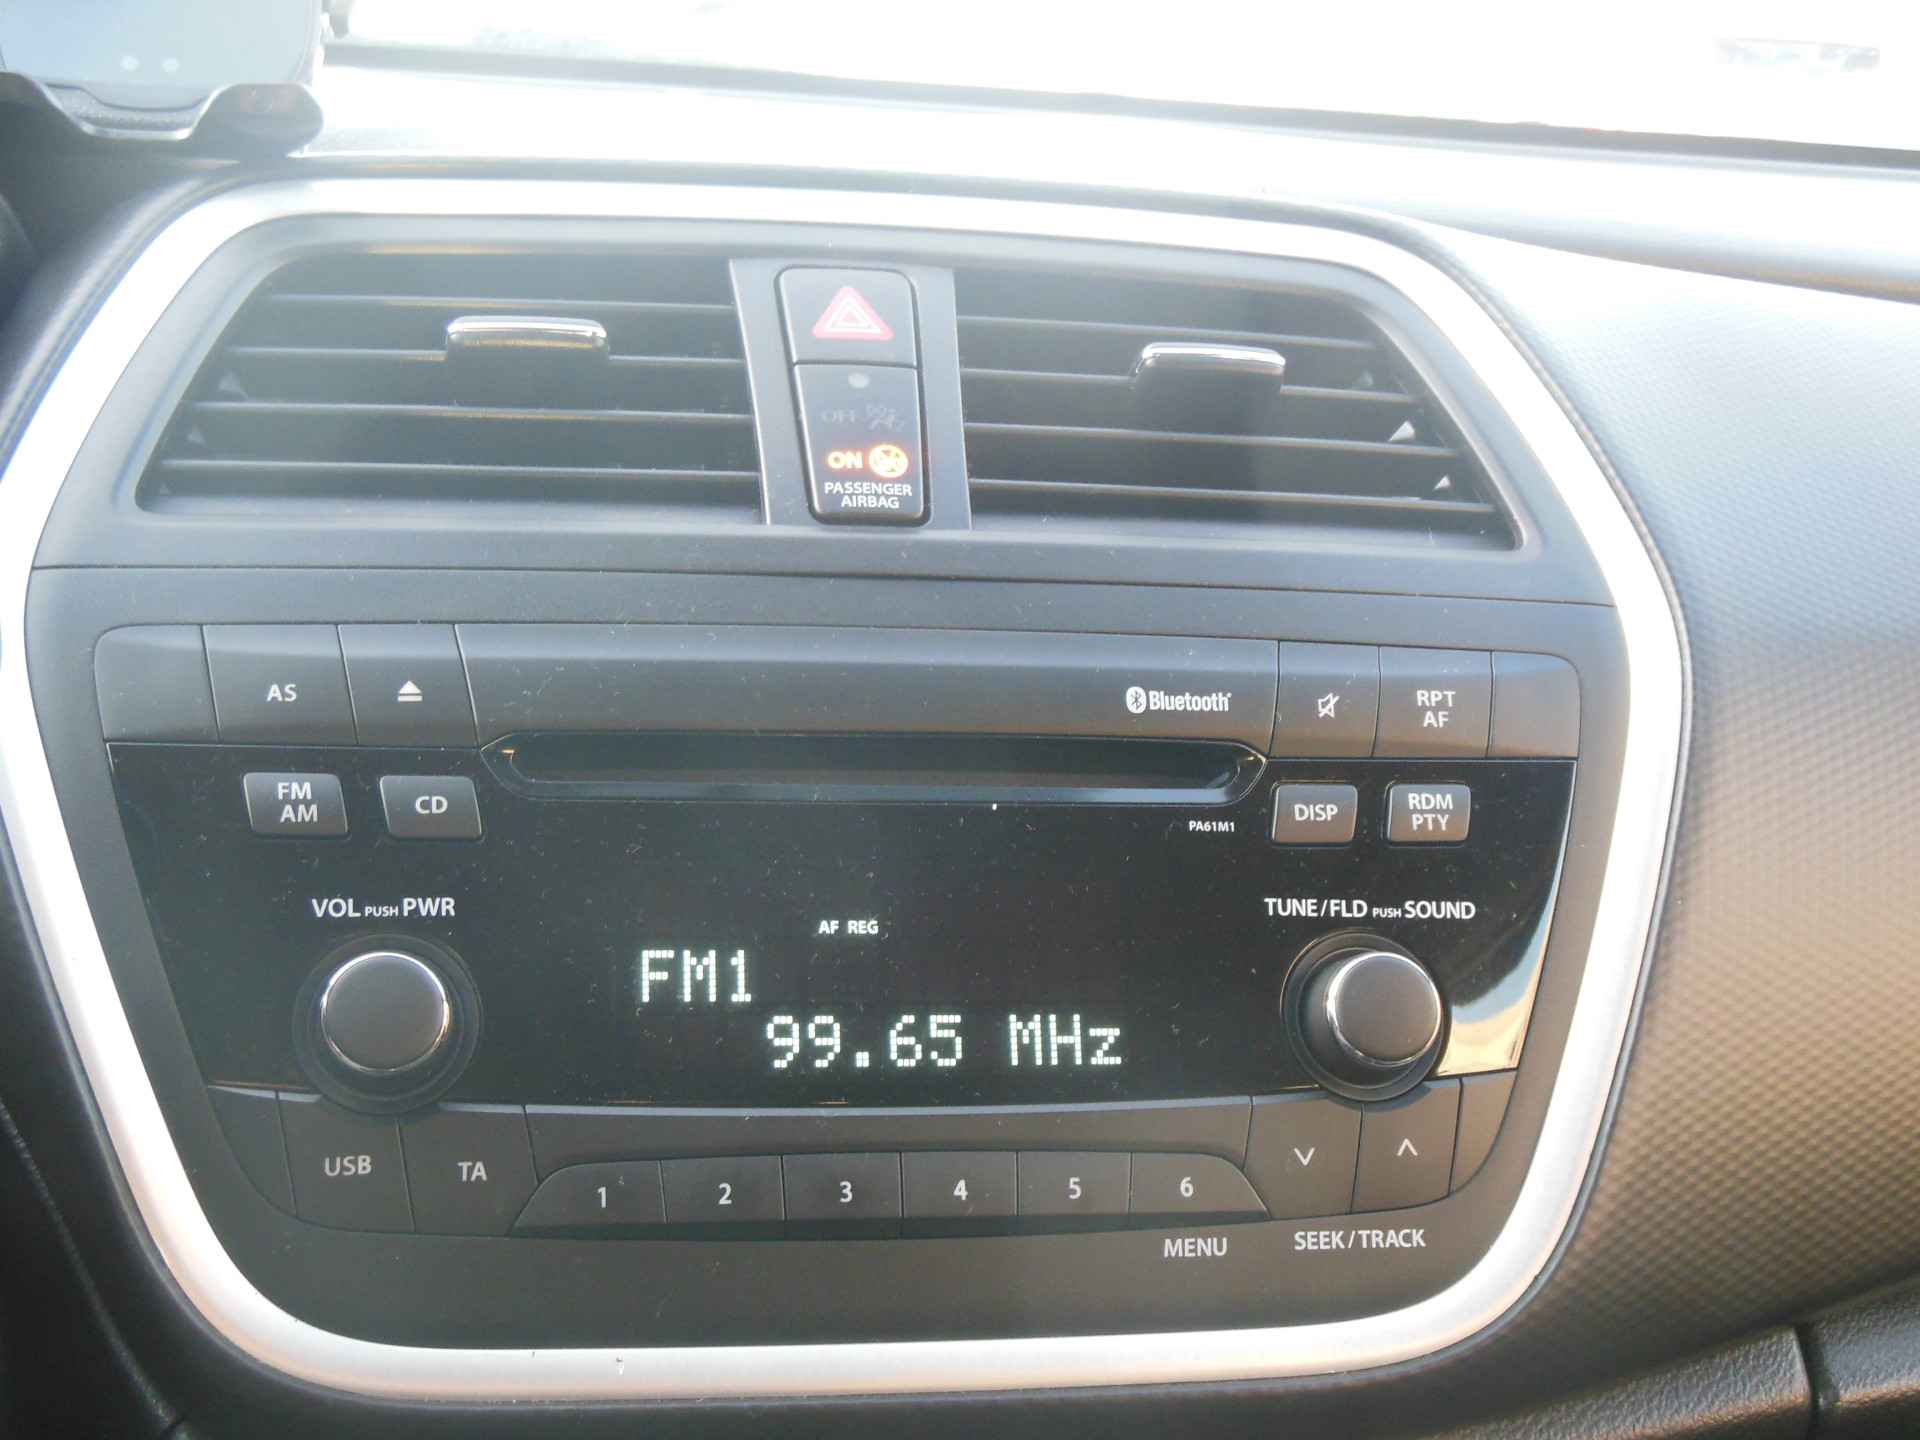 OFF
ON
PASSENGER
AIRBAG
AS
Bluetooth
RPT
AF
FM
AM
CD
PA61M1
DISP
RDM
PTY
VOL PUSH PWR
AF REG
TUNE/FLD PUSH SOUND
FM1
99.65 MHz
USB
TA
1
2
3
4
5
6
MENU
SEEK/TRACK